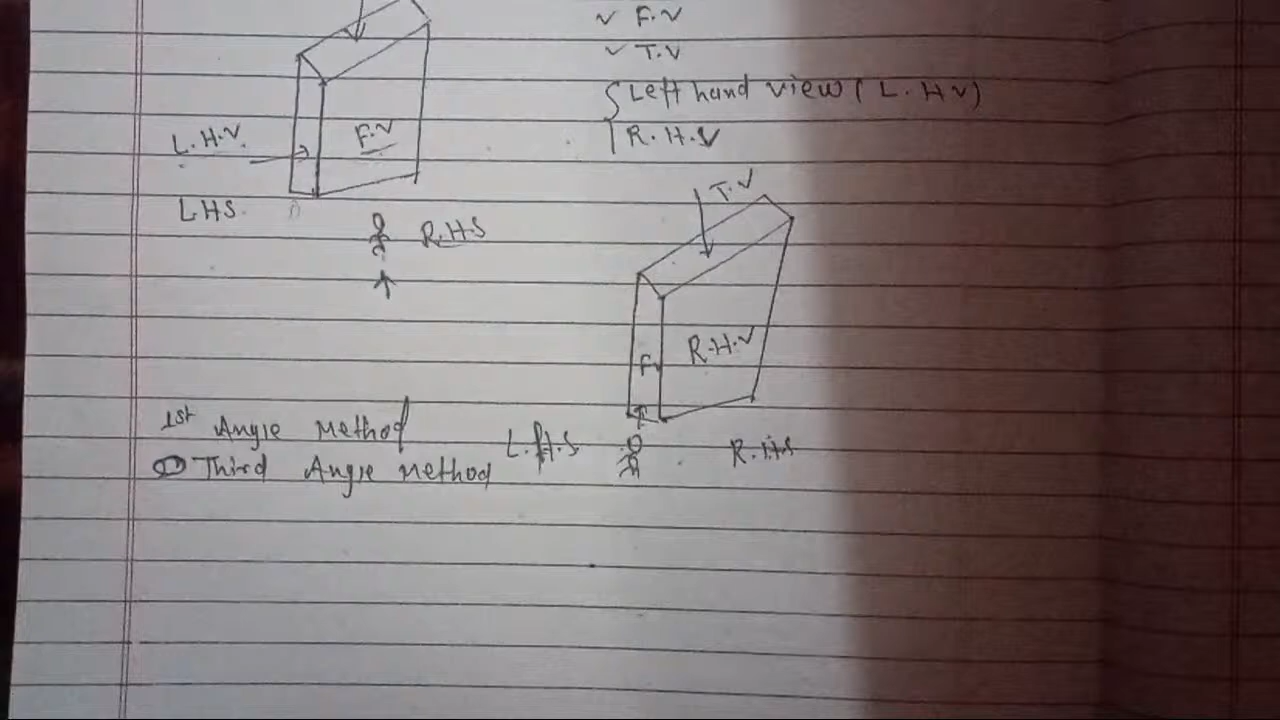 ✓ F.V
✓ T.V
Left hand view (L.H.V)
R.H.V
L.H.V.
F.V
LHS.
R.H.S
T.V
R.H.V
F.V
1st Angle Method
L.H.S
R.H.S
Third Angle method